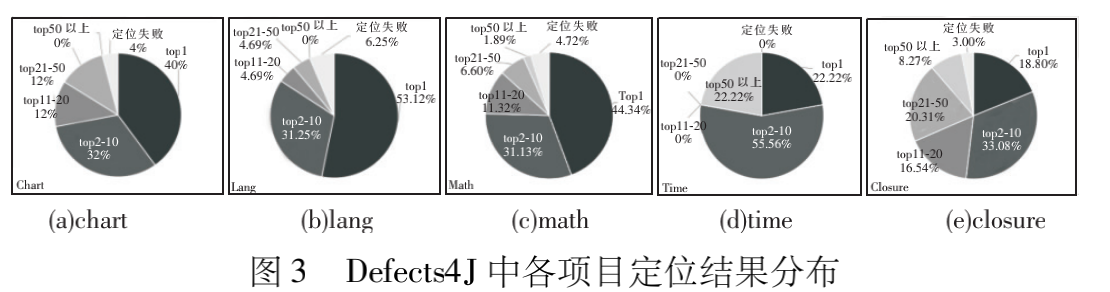 top50 以上
0%
定位失败
4%
top1
40%
top21-50
12%
top11-20
12%
top2-10
32%
Chart
top50 以上
0%
定位失败
6.25%
top21-50
4.69%
top11-20
4.69%
top1
53.12%
top2-10
31.25%
Lang
top50 以上
1.89%
定位失败
4.72%
top21-50
6.60%
top11-20
11.32%
Top1
44.34%
top2-10
31.13%
Math
定位失败
0%
top21-50
0%
top50 以上
22.22%
top1
22.22%
top11-20
0%
top2-10
55.56%
Time
top50 以上
8.27%
定位失败
3.00%
top1
18.80%
top21-50
20.31%
top2-10
33.08%
top11-20
16.54%
Closure
(a)chart
(b)lang
(c)math
(d)time
(e)closure
图 3 Defects4J 中各项目定位结果分布